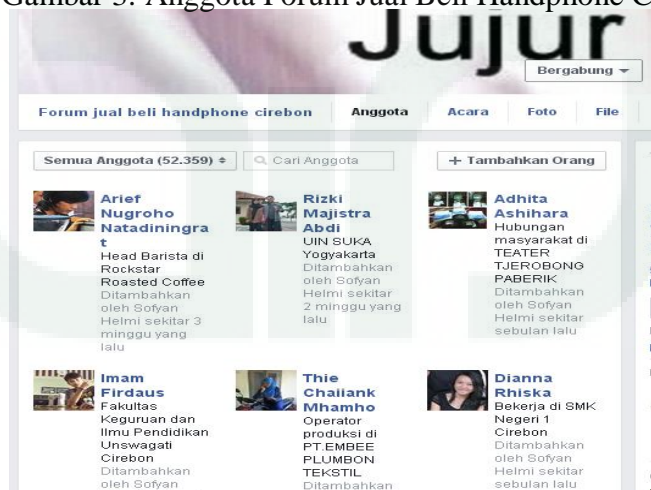 Gambar 3. Anggota Forum Jual Beli Handphone C
Jujur
Bergabung
Forum jual beli handphone cirebon Anggota Acara Foto File
Semua Anggota (52.359) Cari Anggota + Tambahkan Orang
Arief
Nugroho
Natadiningra
t
Head Barista di
Rockstar
Roasted Coffee
Ditambahkan
oleh Sofyan
Helmi sekitar 3
minggu yang
lalu
Rizki
Majistra
Abdi
UIN SUKA
Yogyakarta
Ditambahkan
oleh Sofyan
Helmi sekitar
2 minggu yang
lalu
Adhita
Ashihara
Hubungan
masyarakat di
TEATER
TJEROBONG
PABERIK
Ditambahkan
oleh Sofyan
Helmi sekitar
sebulan lalu
Imam
Firdaus
Fakultas
Keguruan dan
Ilmu Pendidikan
Unswagati
Cirebon
Ditambahkan
oleh Sofyan
Thie
Chaiiank
Mhamho
Operator
produksi di
PT.EMBEE
PLUMBON
TEKSTIL
Ditambahkan
Dianna
Rhiska
Bekerja di SMK
Negeri 1
Cirebon
Ditambahkan
oleh Sofyan
Helmi sekitar
sebulan lalu